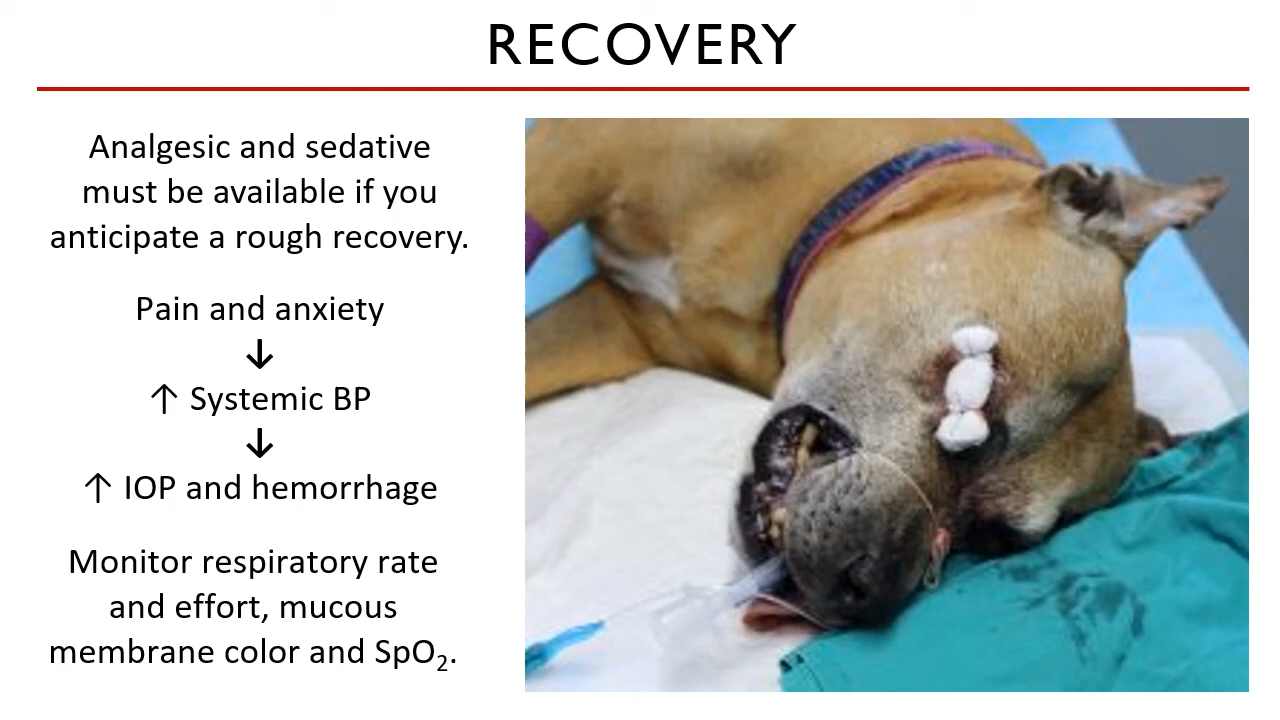 RECOVERY
Analgesic and sedative
must be available if you
anticipate a rough recovery.
Pain and anxiety
↓
↑ Systemic BP
↓
↑ IOP and hemorrhage
Monitor respiratory rate
and effort, mucous
membrane color and SpO₂.